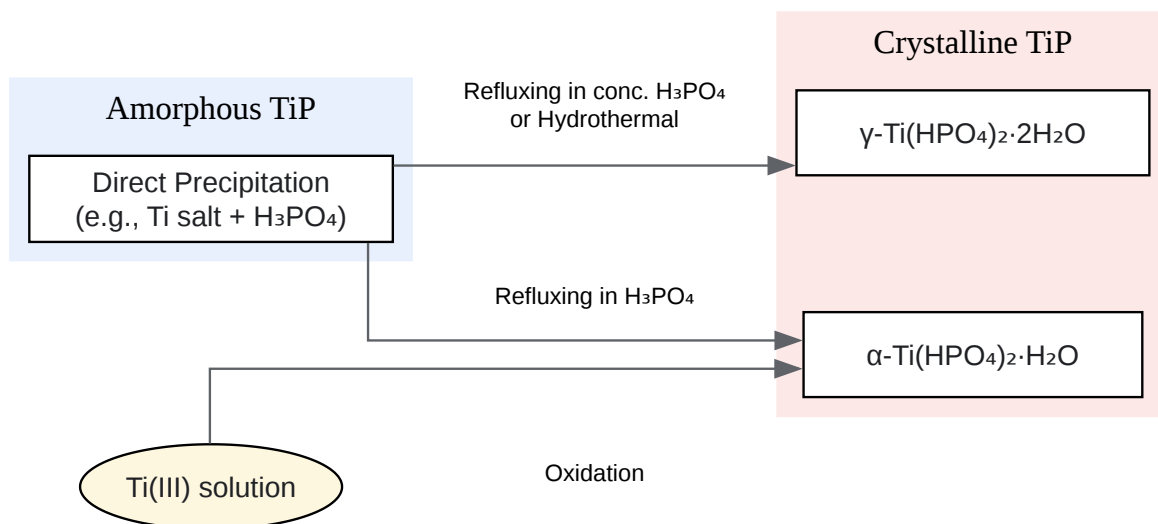 Crystalline TiP
Amorphous TiP
Refluxing in conc. H₃PO₄
or Hydrothermal
γ-Ti(HPO₄)₂·2H₂O
Direct Precipitation
(e.g., Ti salt + H₃PO₄)
Refluxing in H₃PO₄
α-Ti(HPO₄)₂·H₂O
Ti(III) solution
Oxidation